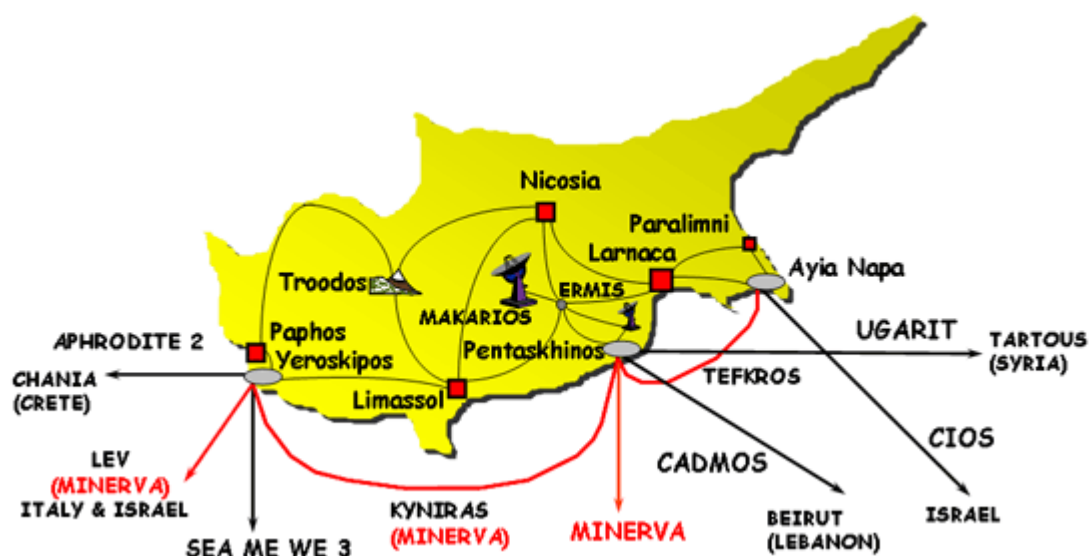 Nicosia
Paralimni
Larnaca
Ayia Napa
Troodos
ERMIS
MAKARIOS
APHRODITE 2
Paphos
Yeroskipos
Pentaskhinos
UGARIT
TARTOUS
(SYRIA)
CHANIA
(CRETE)
Limassol
TEFKROS
CIOS
LEV
(MINERVA)
ITALY & ISRAEL
CADMOS
KYNIRAS
(MINERVA)
MINERVA
BEIRUT
(LEBANON)
ISRAEL
SEA ME WE 3